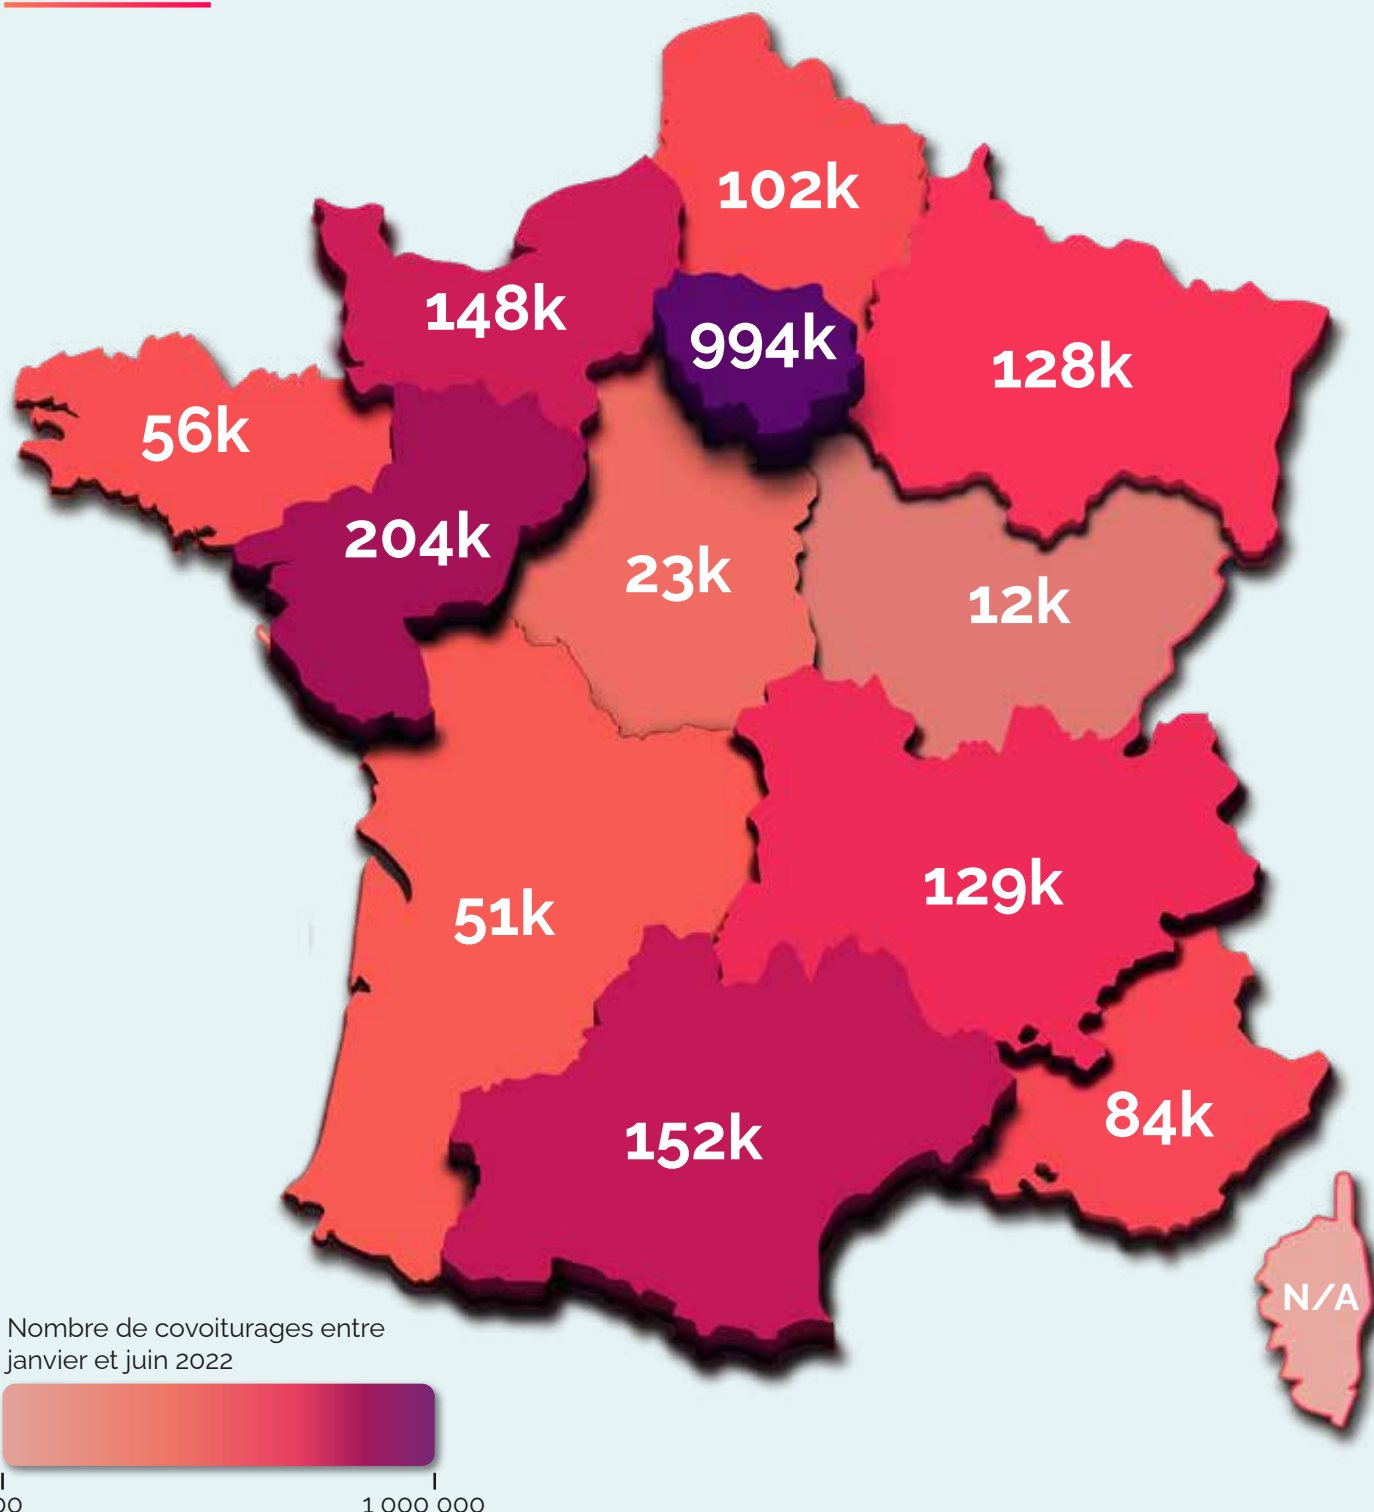 102k
148k
994k
128k
56k
204k
23k
12k
51k
129k
152k
84k
N/A
Nombre de covoiturages entre
janvier et juin 2022
1 000 000